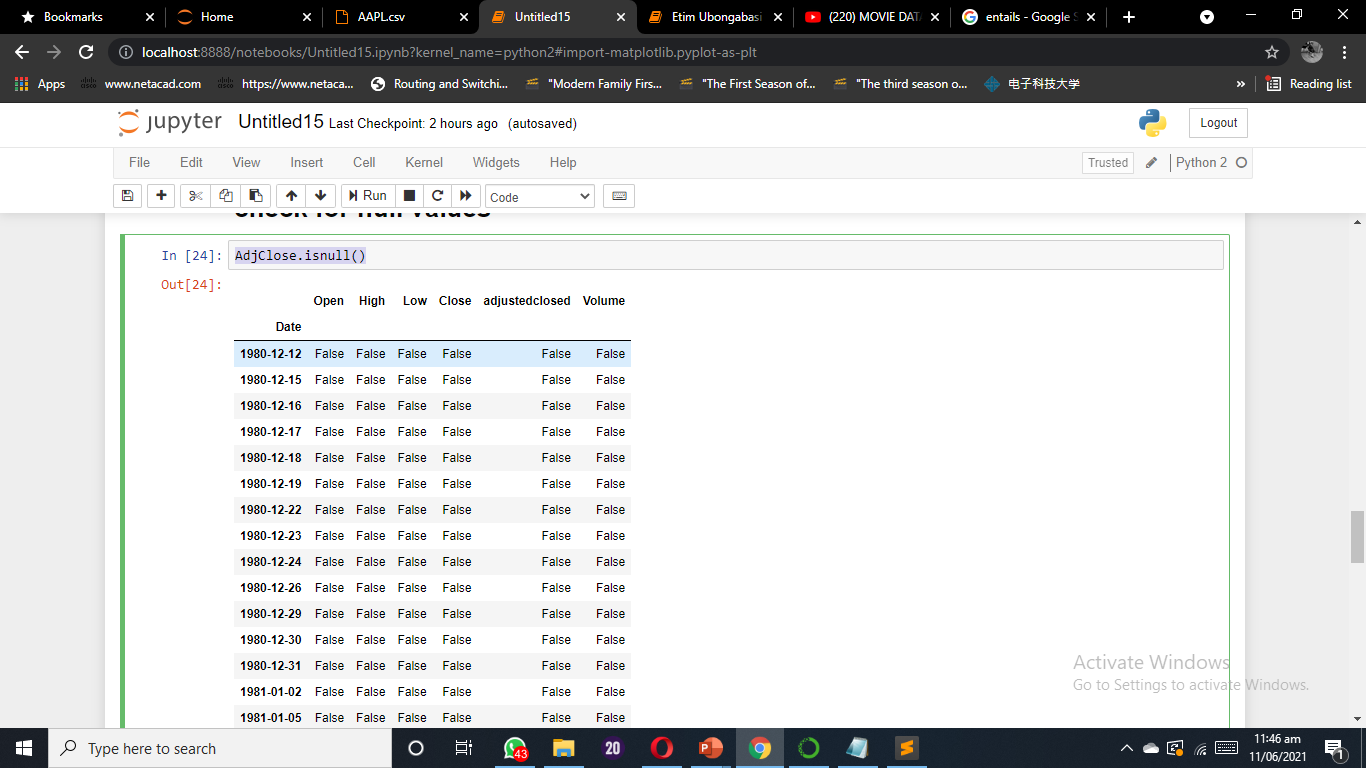 Bookmarks Home AAPL.csv Untitled15 Etim Ubongabasi (220) MOVIE DATA entails - Google S
localhost:8888/notebooks/Untitled15.ipynb?kernel_name=python2#import-matplotlib.pyplot-as-plt
Apps www.netacad.com https://www.netaca... Routing and Switchi... "Modern Family Firs... "The First Season of... "The third season o... 电子科技大学 » Reading list
jupyter Untitled15 Last Checkpoint: 2 hours ago (autosaved) Logout
File Edit View Insert Cell Kernel Widgets Help Trusted Python 2
Run Code
check for null values
In [24]: AdjClose.isnull()
Out[24]:
Open High Low Close adjustedclosed Volume
Date
1980-12-12 False False False False False False
1980-12-15 False False False False False False
1980-12-16 False False False False False False
1980-12-17 False False False False False False
1980-12-18 False False False False False False
1980-12-19 False False False False False False
1980-12-22 False False False False False False
1980-12-23 False False False False False False
1980-12-24 False False False False False False
1980-12-26 False False False False False False
1980-12-29 False False False False False False
1980-12-30 False False False False False False
1980-12-31 False False False False False False
1981-01-02 False False False False False False
1981-01-05 False False False False False False
Activate Windows
Go to Settings to activate Windows.
Type here to search 43 20 11:46 am
11/06/2021 1